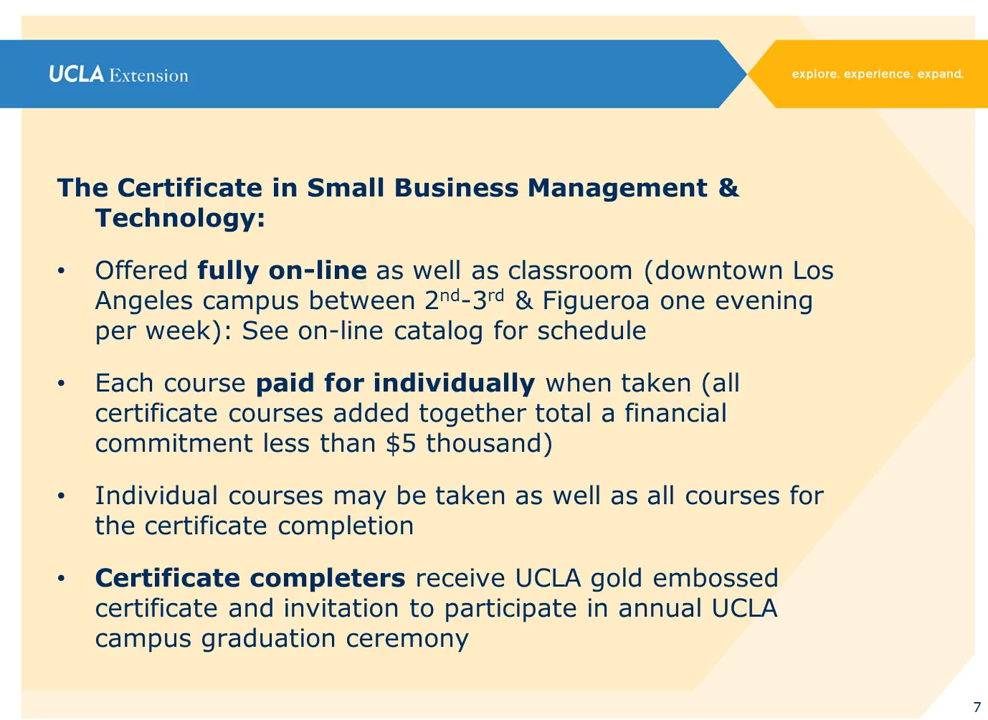 UCLA Extension
explore. experience. expand.
The Certificate in Small Business Management &
Technology:
• Offered fully on-line as well as classroom (downtown Los
Angeles campus between 2nd-3rd & Figueroa one evening
per week): See on-line catalog for schedule
• Each course paid for individually when taken (all
certificate courses added together total a financial
commitment less than $5 thousand)
• Individual courses may be taken as well as all courses for
the certificate completion
• Certificate completers receive UCLA gold embossed
certificate and invitation to participate in annual UCLA
campus graduation ceremony
7